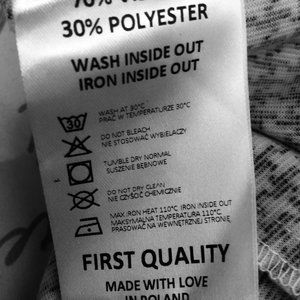 30% POLYESTER
WASH INSIDE OUT
IRON INSIDE OUT
30
WASH AT 30°C
PRAĆ W TEMPERATURZE 30°C
DO NOT BLEACH
NIE STOSOWAĆ WYBIELACZY
TUMBLE DRY NORMAL
SUSZENIE BĘBNOWE
DO NOT DRY CLEAN
NIE CZYŚCIĆ CHEMICZNIE
MAX.IRON HEAT 110°C IRON INSIDE OUT
MAKSYMALNA TEMPERATURA 110°C
PRASOWAĆ NA WEWNĘTRZNEJ STRONIE
FIRST QUALITY
MADE WITH LOVE
IN POLAND